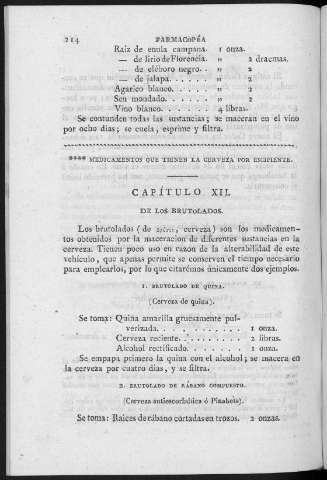 214 FARMACOPÉA
Raíz de enula campana. 1 onza.
— de lirio de Florencia. „ 2 dracmas.
— de eléboro negro. . „ 2
— de jalapa. . . . . . „ 2
Agarico blanco. . . . . . „ 2
Sen mondado. . . . . . „ 2
Vino blanco. . . . . . . 4 libras.
Se contunden todas las sustancias; se maceran en el vino
por ocho dias; se cuela, esprime y filtra.
**** MEDICAMENTOS QUE TIENEN LA CERVEZA POR ESCIPIENTE.
CAPÍTULO XII.
DE LOS BRUTOLADOS.
Los brutolados (de cerveza) son los medicamen-
tos obtenidos por la maceracion de diferentes sustancias en la
cerveza. Tienen poco uso en razon de la alterabilidad de este
vehículo, que apenas permite se conserven el tiempo necesario
para emplearlos, por lo que citarémos únicamente dos ejemplos.
1. BRUTOLADO DE QUINA.
(Cerveza de quina).
Se toma: Quina amarilla gruesamente pul-
verizada. . . . . . . . . . 1 onza.
Cerveza reciente. . . . . . . 2 libras.
Alcohol rectificado. . . . . . 1 onza.
Se empapa primero la quina con el alcohol; se macera en
la cerveza por cuatro dias, y se filtra.
2. BRUTOLADO DE RÁBANO COMPUESTO.
(Cerveza antiescorbútica ó
Se toma: Raices de rábano cortadas en trozos. 2 onzas.